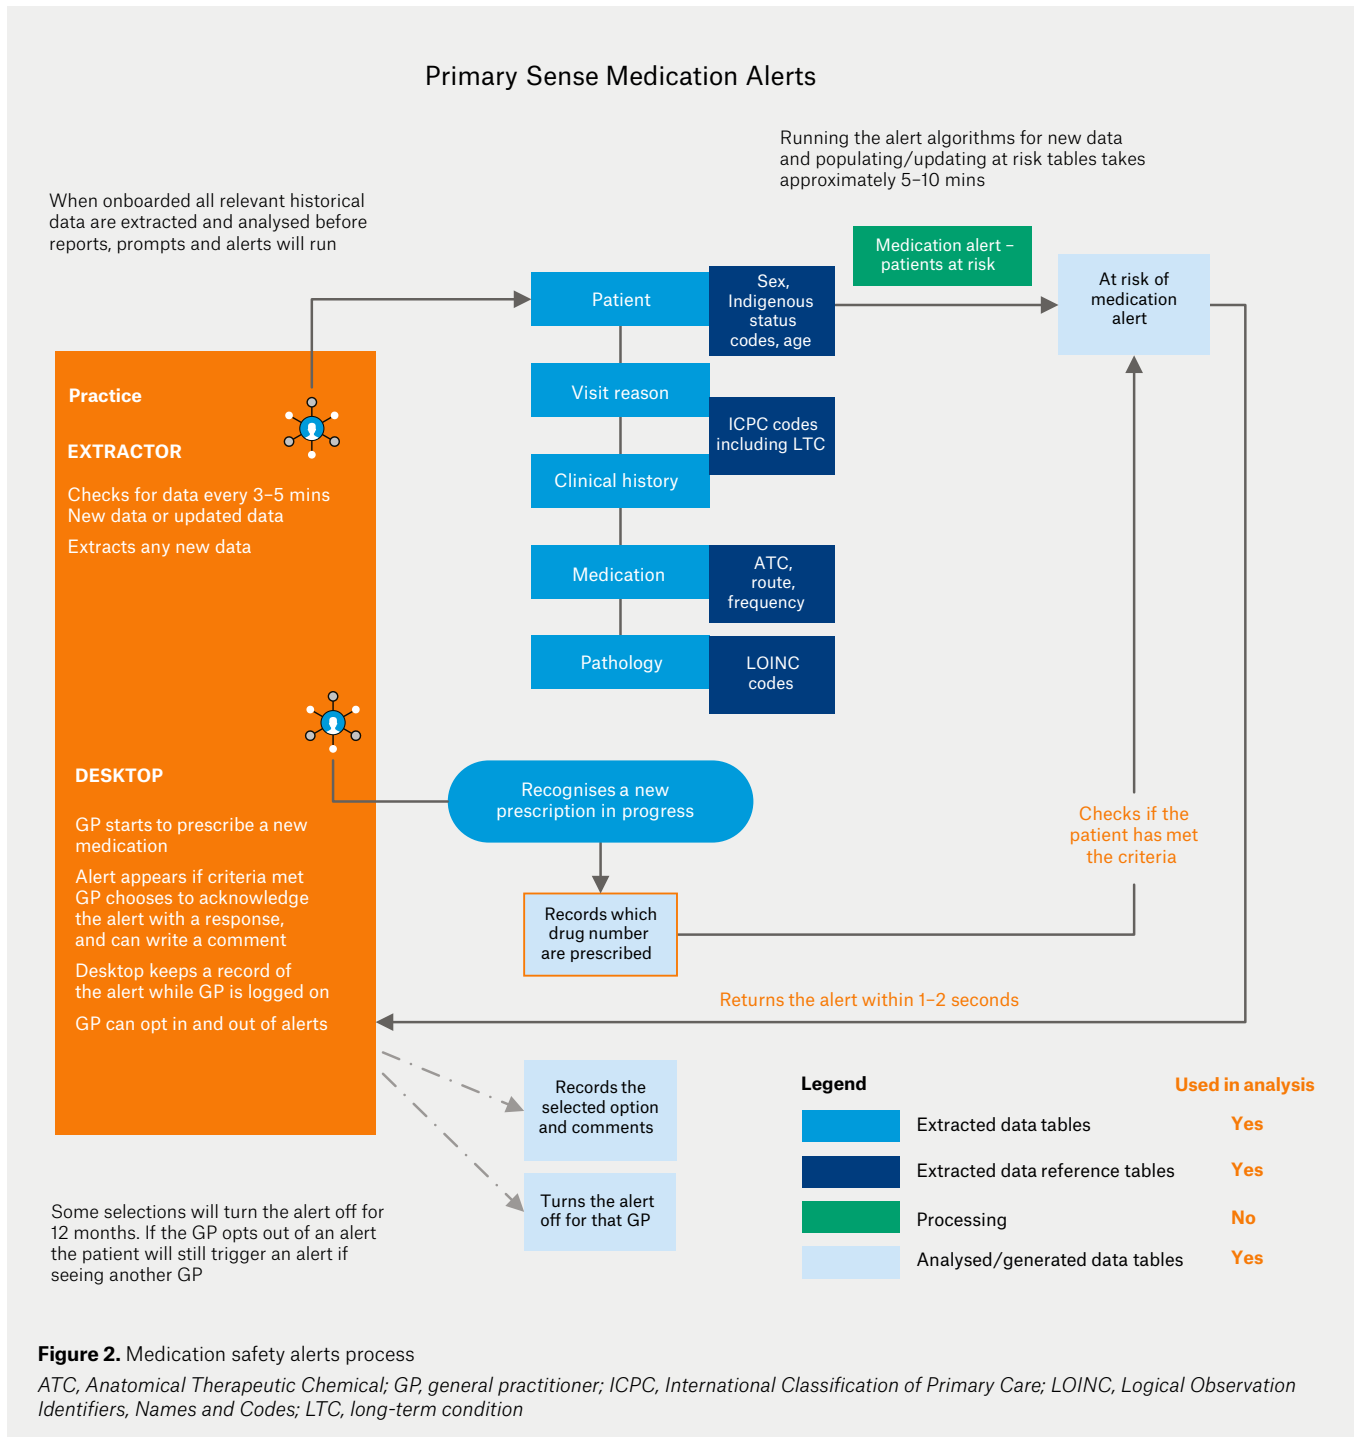 Primary Sense Medication Alerts
Running the alert algorithms for new data
and populating/updating at risk tables takes
approximately 5–10 mins
When onboarded all relevant historical
data are extracted and analysed before
reports, prompts and alerts will run
Medication alert –
patients at risk
At risk of
medication
alert
Patient
Sex,
Indigenous
status
codes, age
Visit reason
ICPC codes
including LTC
Clinical history
Medication
ATC,
route,
frequency
Pathology
LOINC
codes
Practice
EXTRACTOR
Checks for data every 3–5 mins
New data or updated data
Extracts any new data
DESKTOP
GP starts to prescribe a new
medication
Alert appears if criteria met
GP chooses to acknowledge
the alert with a response,
and can write a comment
Desktop keeps a record of
the alert while GP is logged on
GP can opt in and out of alerts
Recognises a new
prescription in progress
Records which
drug number
are prescribed
Checks if the
patient has met
the criteria
Returns the alert within 1–2 seconds
Records the
selected option
and comments
Turns the alert
off for that GP
Some selections will turn the alert off for
12 months. If the GP opts out of an alert
the patient will still trigger an alert if
seeing another GP
Legend
Used in analysis
Extracted data tables
Yes
Extracted data reference tables
Yes
Processing
No
Analysed/generated data tables
Yes
Figure 2. Medication safety alerts process
ATC, Anatomical Therapeutic Chemical; GP, general practitioner; ICPC, International Classification of Primary Care; LOINC, Logical Observation
Identifiers, Names and Codes; LTC, long-term condition